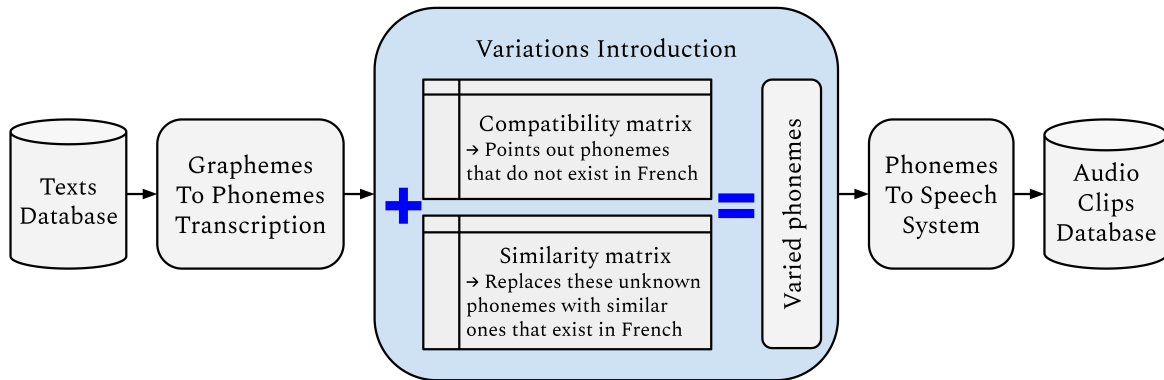 Texts
Database
Graphemes
To Phonemes
Transcription
Variations Introduction
+
Compatibility matrix
→ Points out phonemes
that do not exist in French
Similarity matrix
→ Replaces these unknown
phonemes with similar
ones that exist in French
=
Varied phonemes
Phonemes
To Speech
System
Audio
Clips
Database